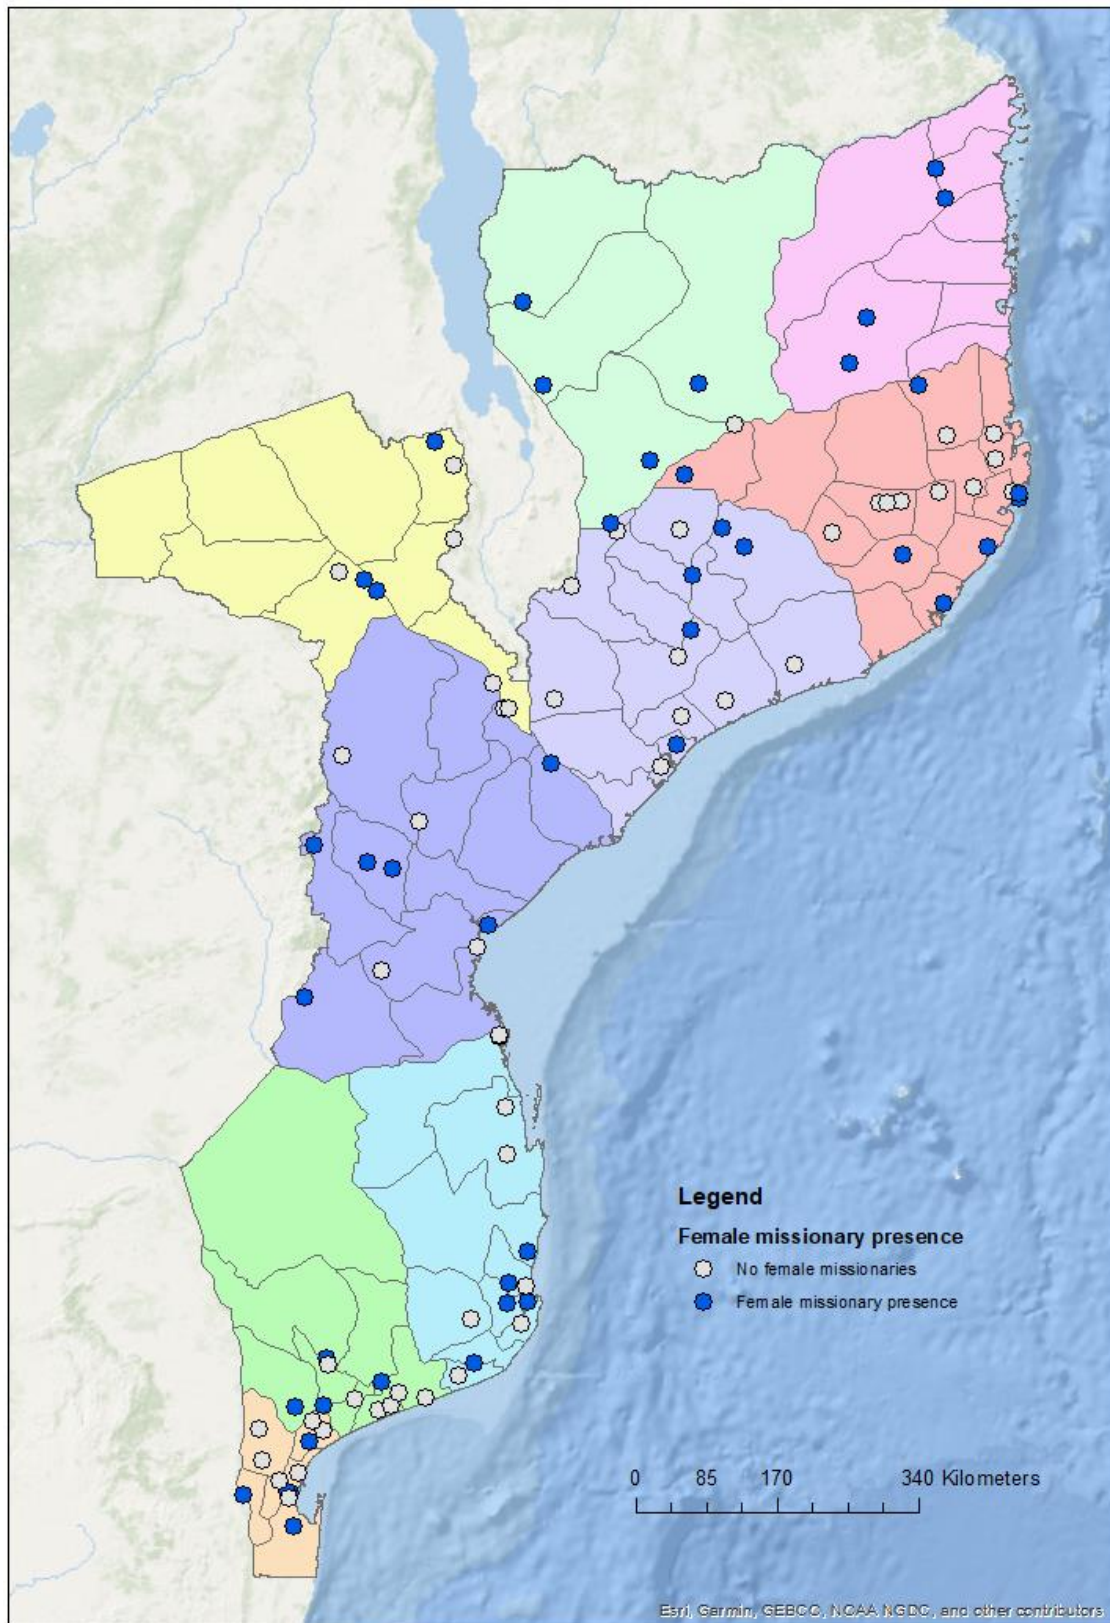 Legend
Female missionary presence
No female missionaries
Female missionary presence
0 85 170 340 Kilometers
Esri, Garmin, GEBCO, NOAA NGDC, and other contributors